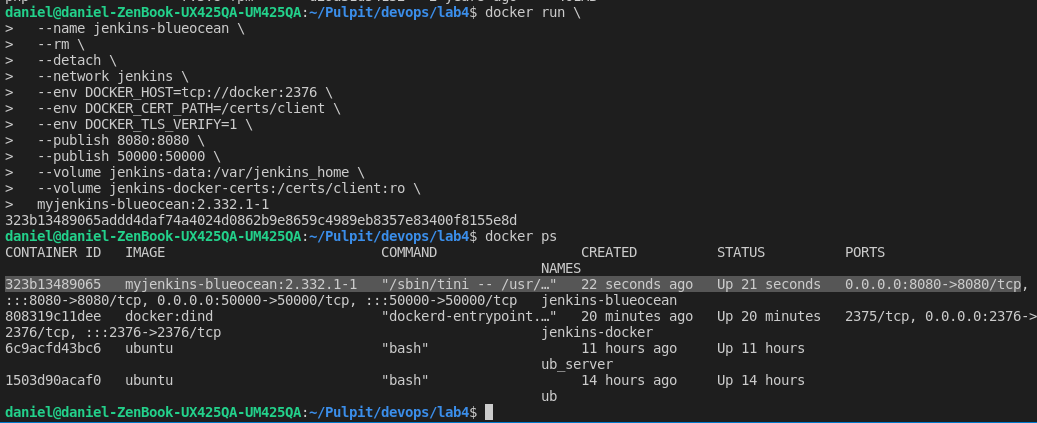 daniel@daniel-ZenBook-UX425QA-UM425QA:~/Pulpit/devops/lab4$ docker run \
>   --name jenkins-blueocean \
>   --rm \
>   --detach \
>   --network jenkins \
>   --env DOCKER_HOST=tcp://docker:2376 \
>   --env DOCKER_CERT_PATH=/certs/client \
>   --env DOCKER_TLS_VERIFY=1 \
>   --publish 8080:8080 \
>   --publish 50000:50000 \
>   --volume jenkins-data:/var/jenkins_home \
>   --volume jenkins-docker-certs:/certs/client:ro \
>   myjenkins-blueocean:2.332.1-1
323b13489065addd4daf74a4024d0862b9e8659c4989eb8357e83400f8155e8d
daniel@daniel-ZenBook-UX425QA-UM425QA:~/Pulpit/devops/lab4$ docker ps
CONTAINER ID   IMAGE                           COMMAND                  CREATED          STATUS          PORTS
                                                                   NAMES
323b13489065   myjenkins-blueocean:2.332.1-1   "/sbin/tini -- /usr/…"   22 seconds ago   Up 21 seconds   0.0.0.0:8080->8080/tcp,
:::8080->8080/tcp, 0.0.0.0:50000->50000/tcp, :::50000->50000/tcp   jenkins-blueocean
808319c11dee   docker:dind                     "dockerd-entrypoint.…"   20 minutes ago   Up 20 minutes   2375/tcp, 0.0.0.0:2376->
2376/tcp, :::2376->2376/tcp                                        jenkins-docker
6c9acfd43bc6   ubuntu                          "bash"                   11 hours ago     Up 11 hours
                                                                   ub_server
1503d90acaf0   ubuntu                          "bash"                   14 hours ago     Up 14 hours
                                                                   ub
daniel@daniel-ZenBook-UX425QA-UM425QA:~/Pulpit/devops/lab4$